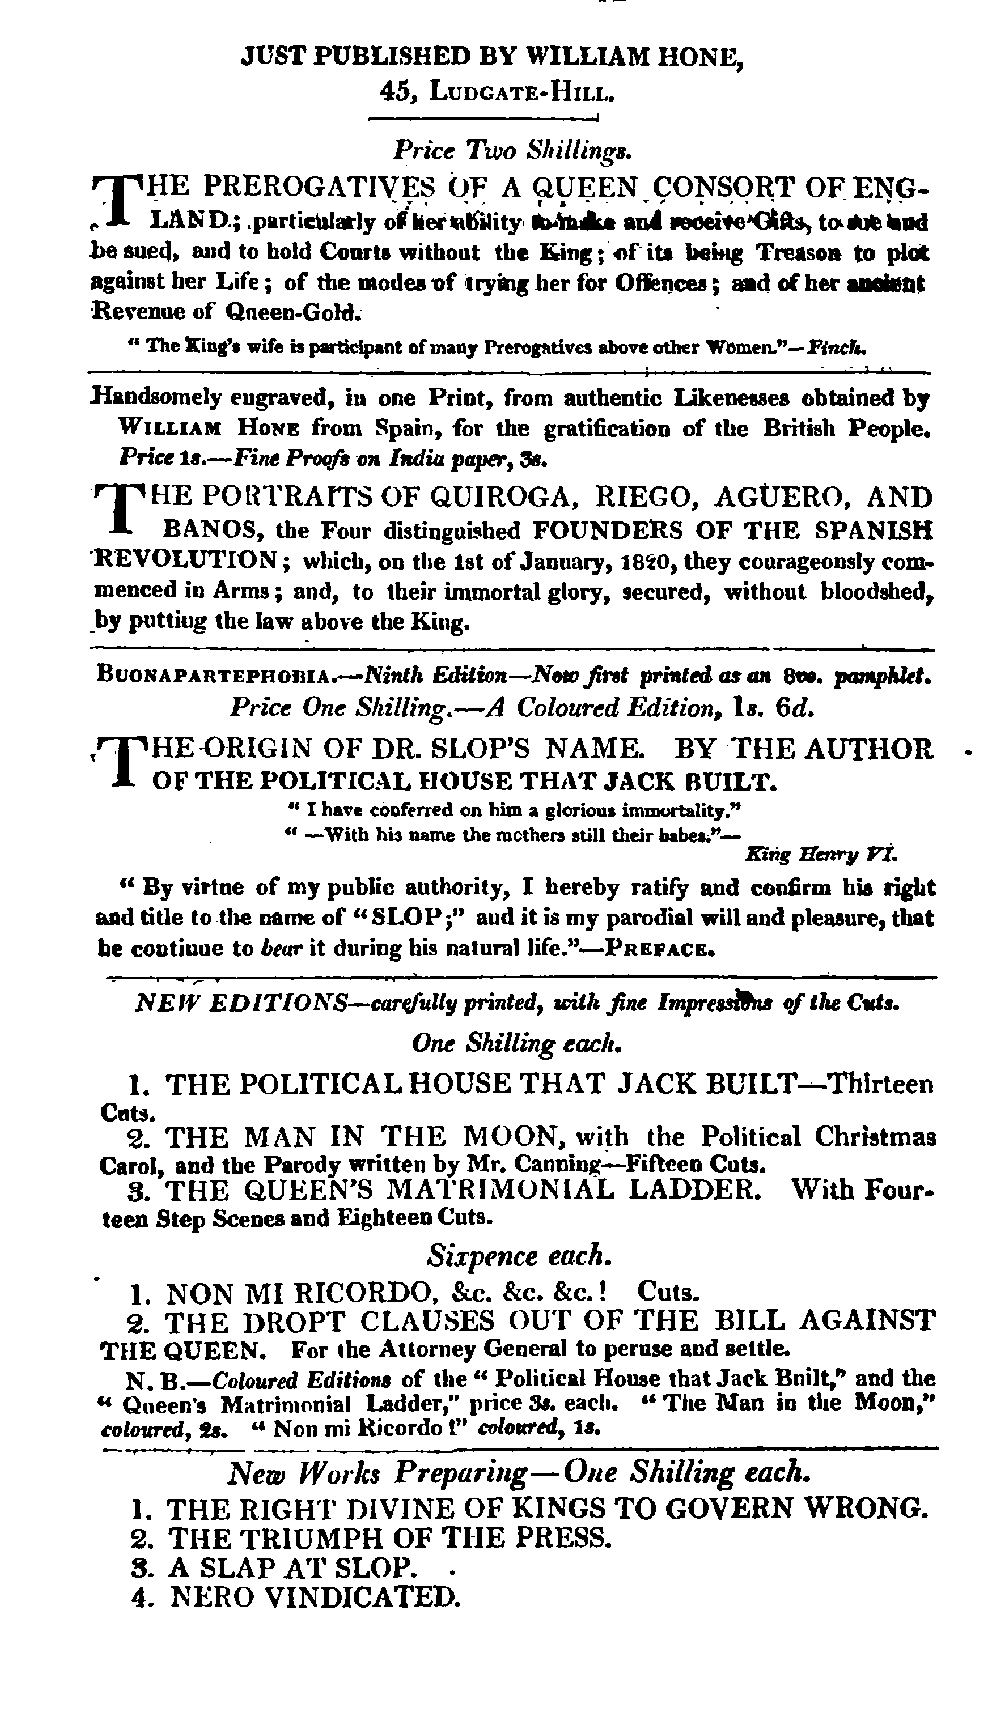 JUST PUBLISHED BY WILLIAM HONE,
45, LUDGATE-HILL.
Price Two Shillings.
THE PREROGATIVES OF A QUEEN CONSORT OF ENG-
LAND; particularly of her ability to make and receive Gifts, to sue and
be sued, and to hold Courts without the King; of its being Treason to plot
against her Life; of the modes of trying her for Offences; and of her ancient
Revenue of Queen-Gold.
"The King's wife is participant of many Prerogatives above other Women."—Finch.
Handsomely engraved, in one Print, from authentic Likenesses obtained by
WILLIAM HONE from Spain, for the gratification of the British People.
Price 1s.—Fine Proofs on India paper, 3s.
THE PORTRAITS OF QUIROGA, RIEGO, AGUERO, AND
BANOS, the Four distinguished FOUNDERS OF THE SPANISH
REVOLUTION; which, on the 1st of January, 1820, they courageously com-
menced in Arms; and, to their immortal glory, secured, without bloodshed,
by putting the law above the King.
BUONAPARTEPHOBIA.—Ninth Edition—Now first printed as an 8vo. pamphlet.
Price One Shilling.—A Coloured Edition, 1s. 6d.
THE ORIGIN OF DR. SLOP'S NAME. BY THE AUTHOR
OF THE POLITICAL HOUSE THAT JACK BUILT.
"I have conferred on him a glorious immortality."
"—With his name the mothers still their babes."—
King Henry VI.
"By virtue of my public authority, I hereby ratify and confirm his right
and title to the name of "SLOP;" and it is my parodial will and pleasure, that
he continue to bear it during his natural life."—PREFACE.
NEW EDITIONS—carefully printed, with fine Impressions of the Cuts.
One Shilling each.
1. THE POLITICAL HOUSE THAT JACK BUILT—Thirteen
Cuts.
2. THE MAN IN THE MOON, with the Political Christmas
Carol, and the Parody written by Mr. Canning—Fifteen Cuts.
3. THE QUEEN'S MATRIMONIAL LADDER. With Four-
teen Step Scenes and Eighteen Cuts.
Sixpence each.
1. NON MI RICORDO, &c. &c. &c.! Cuts.
2. THE DROPT CLAUSES OUT OF THE BILL AGAINST
THE QUEEN. For the Attorney General to peruse and settle.
N. B.—Coloured Editions of the "Political House that Jack Built," and the
"Queen's Matrimonial Ladder," price 3s. each. "The Man in the Moon,"
coloured, 2s. "Non mi Ricordo!" coloured, 1s.
New Works Preparing—One Shilling each.
1. THE RIGHT DIVINE OF KINGS TO GOVERN WRONG.
2. THE TRIUMPH OF THE PRESS.
3. A SLAP AT SLOP.
4. NERO VINDICATED.